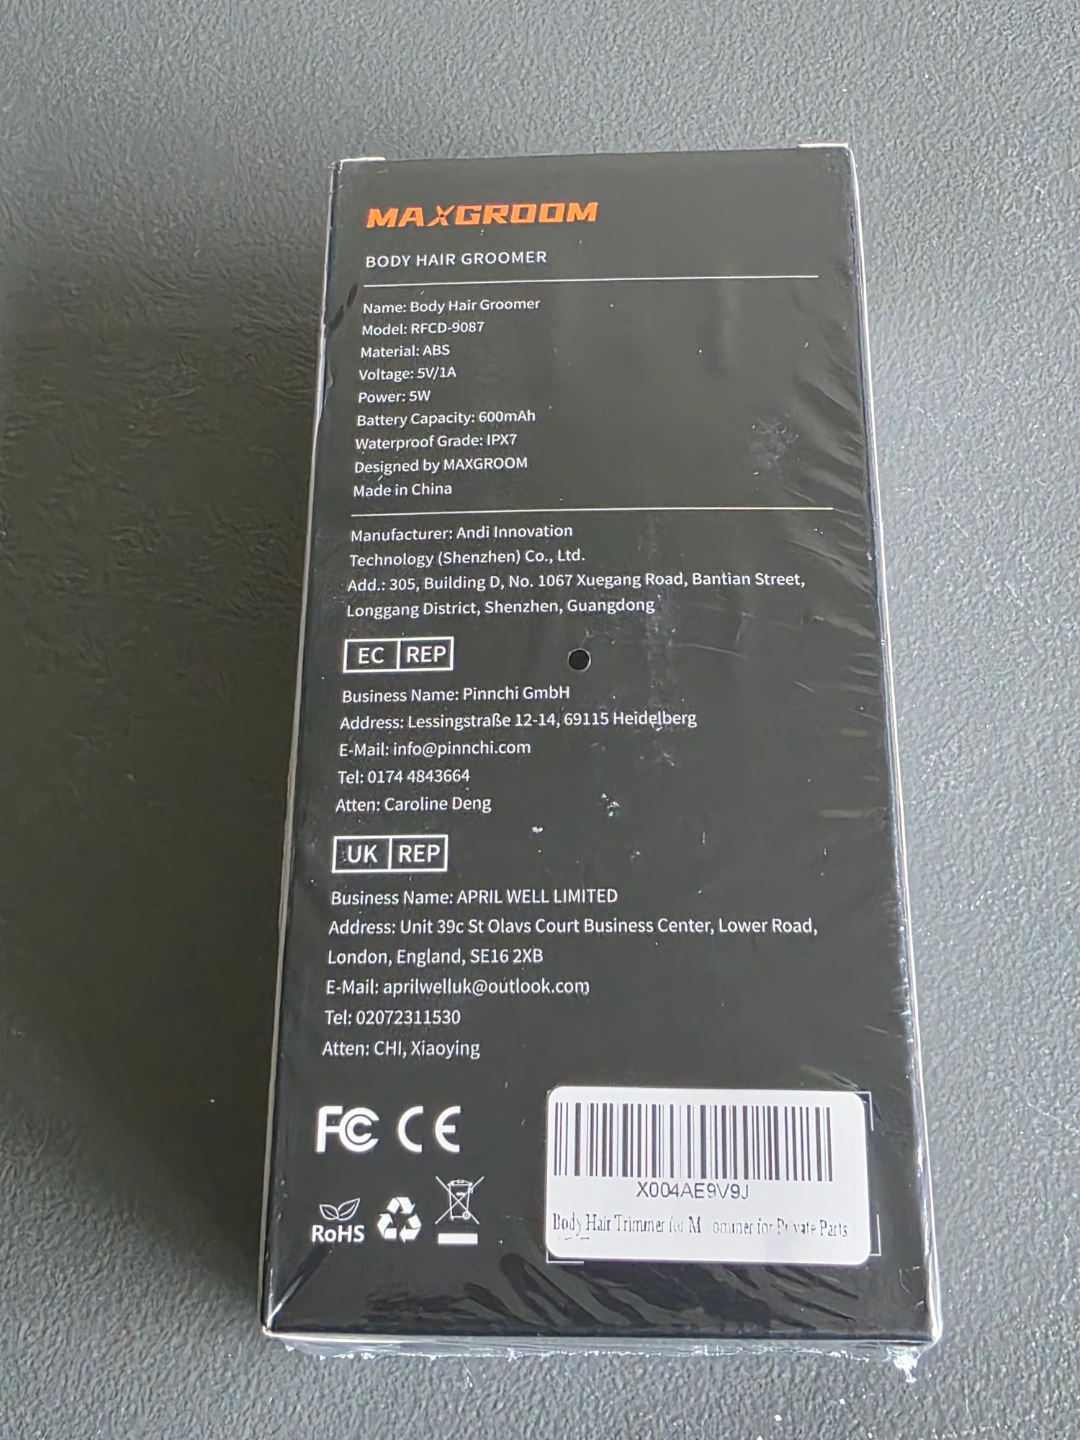 MAXGROOM
BODY HAIR GROOMER
Name: Body Hair Groomer
Model: RFCD-9087
Material: ABS
Voltage: 5V/1A
Power: 5W
Battery Capacity: 600mAh
Waterproof Grade: IPX7
Designed by MAXGROOM
Made in China
Manufacturer: Andi Innovation
Technology (Shenzhen) Co., Ltd.
Add.: 305, Building D, No. 1067 Xuegang Road, Bantian Street,
Longgang District, Shenzhen, Guangdong
EC REP
Business Name: Pinnchi GmbH
Address: Lessingstraße 12-14, 69115 Heidelberg
E-Mail: info@pinnchi.com
Tel: 0174 4843664
Atten: Caroline Deng
UK REP
Business Name: APRIL WELL LIMITED
Address: Unit 39c St Olavs Court Business Center, Lower Road,
London, England, SE16 2XB
E-Mail: aprilwelluk@outlook.com
Tel: 02072311530
Atten: CHI, Xiaoying
FC CE
RoHS
X004AE9V9J
Body Hair Trimmer for Private Parts